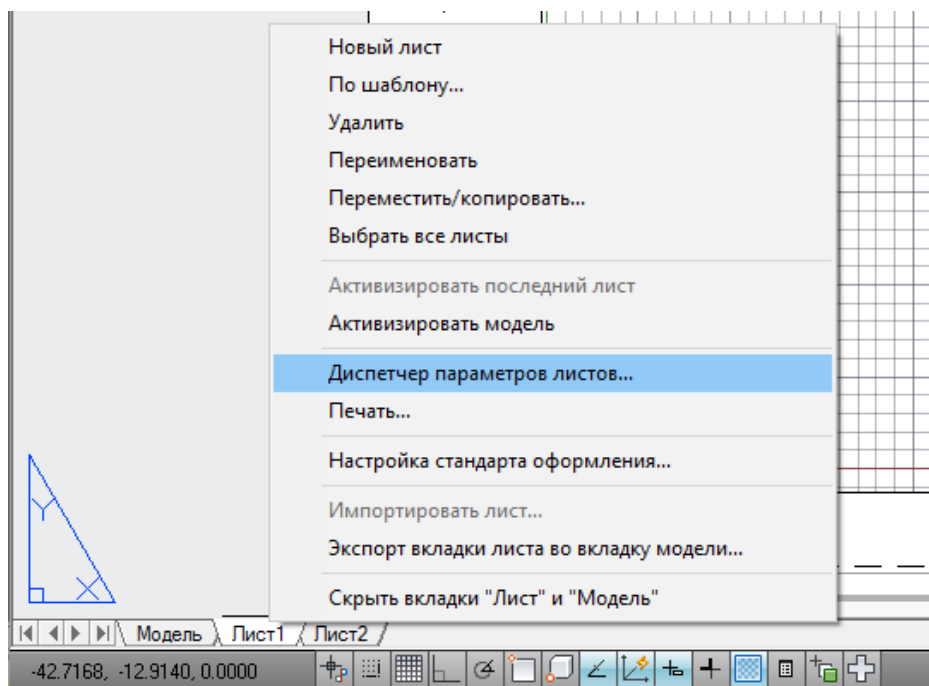 Новый лист
По шаблону...
Удалить
Переименовать
Переместить/копировать...
Выбрать все листы
Активизировать последний лист
Активизировать модель
Диспетчер параметров листов...
Печать...
Настройка стандарта оформления...
Импортировать лист...
Экспорт вкладки листа во вкладку модели...
Скрыть вкладки "Лист" и "Модель"
Y
X
Модель Лист1 Лист2
-42.7168, -12.9140, 0.0000